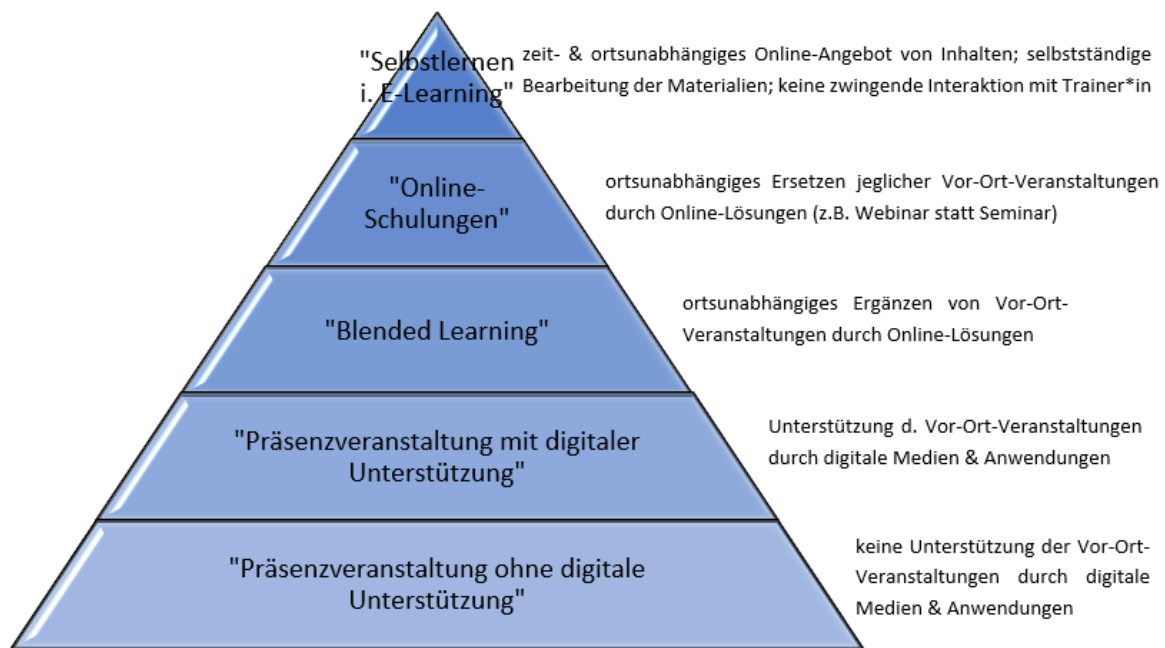 "Selbstlernen
i. E-Learning"
zeit- & ortsunabhängiges Online-Angebot von Inhalten; selbstständige
Bearbeitung der Materialien; keine zwingende Interaktion mit Trainer*in
"Online-
Schulungen"
ortsunabhängiges Ersetzen jeglicher Vor-Ort-Veranstaltungen
durch Online-Lösungen (z.B. Webinar statt Seminar)
"Blended Learning"
ortsunabhängiges Ergänzen von Vor-Ort-
Veranstaltungen durch Online-Lösungen
"Präsenzveranstaltung mit digitaler
Unterstützung"
Unterstützung d. Vor-Ort-Veranstaltungen
durch digitale Medien & Anwendungen
"Präsenzveranstaltung ohne digitale
Unterstützung"
keine Unterstützung der Vor-Ort-
Veranstaltungen durch digitale
Medien & Anwendungen